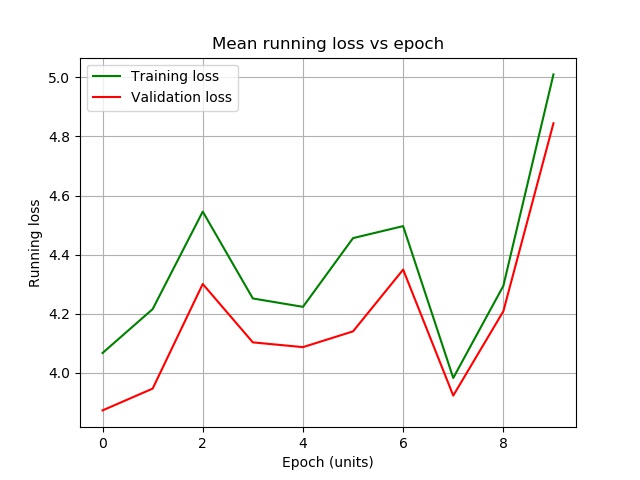 Mean running loss vs epoch
Training loss
Validation loss
5.0
4.8
4.6
4.4
4.2
4.0
Running loss
0 2 4 6 8
Epoch (units)